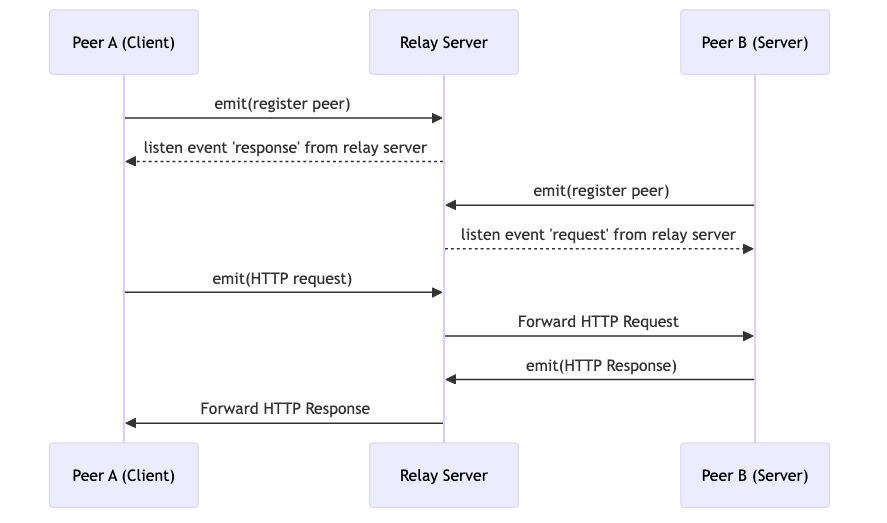 Peer A (Client)
Relay Server
Peer B (Server)
emit(register peer)
listen event 'response' from relay server
emit(register peer)
listen event 'request' from relay server
emit(HTTP request)
Forward HTTP Request
emit(HTTP Response)
Forward HTTP Response
Peer A (Client)
Relay Server
Peer B (Server)